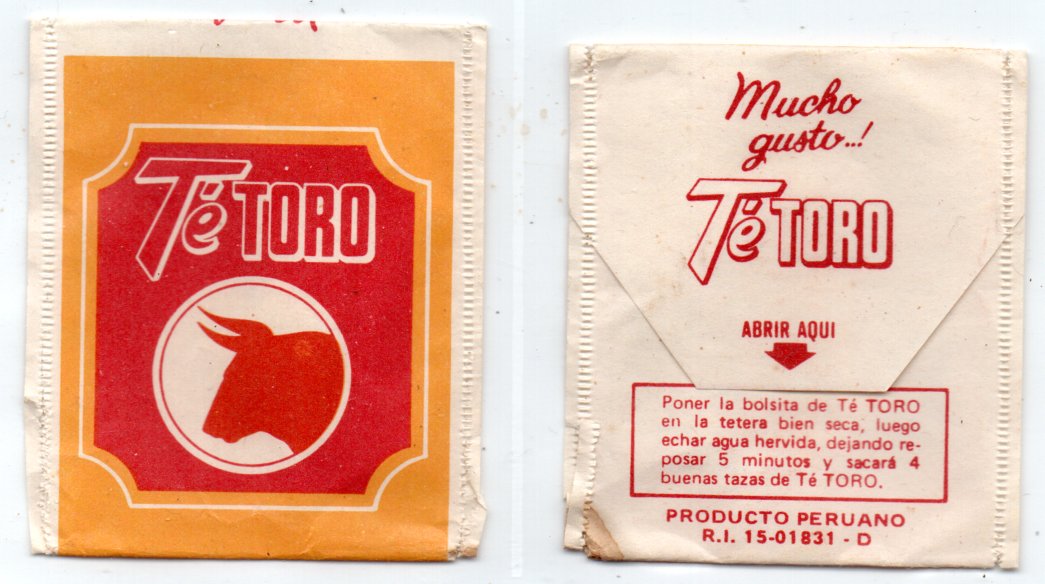 Té TORO
Mucho
gusto..!
Té TORO
ABRIR AQUI
Poner la bolsita de Té TORO
en la tetera bien seca, luego
echar agua hervida, dejando re-
posar 5 minutos y sacará 4
buenas tazas de Té TORO.
PRODUCTO PERUANO
R.I. 15-01831 - D